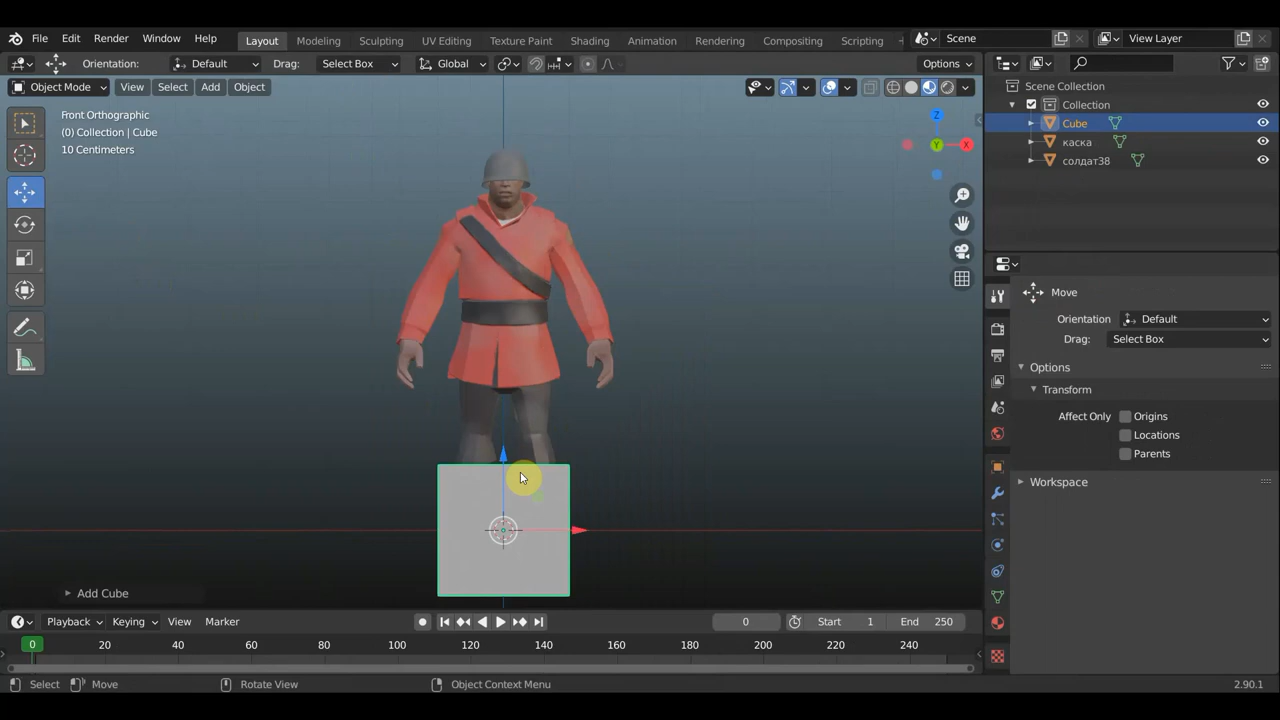 File Edit Render Window Help Layout Modeling Sculpting UV Editing Texture Paint Shading Animation Rendering Compositing Scripting Scene View Layer
Orientation: Default Drag: Select Box Global Options
Object Mode View Select Add Object
Front Orthographic
(0) Collection | Cube
10 Centimeters
Z
Y
X
Scene Collection
Collection
Cube
каска
солдат38
Move
Orientation Default
Drag: Select Box
Options
Transform
Affect Only Origins
Locations
Parents
Workspace
Add Cube
Playback Keying View Marker 0 Start 1 End 250
0 20 40 60 80 100 120 140 160 180 200 220 240
Select Move Rotate View Object Context Menu 2.90.1